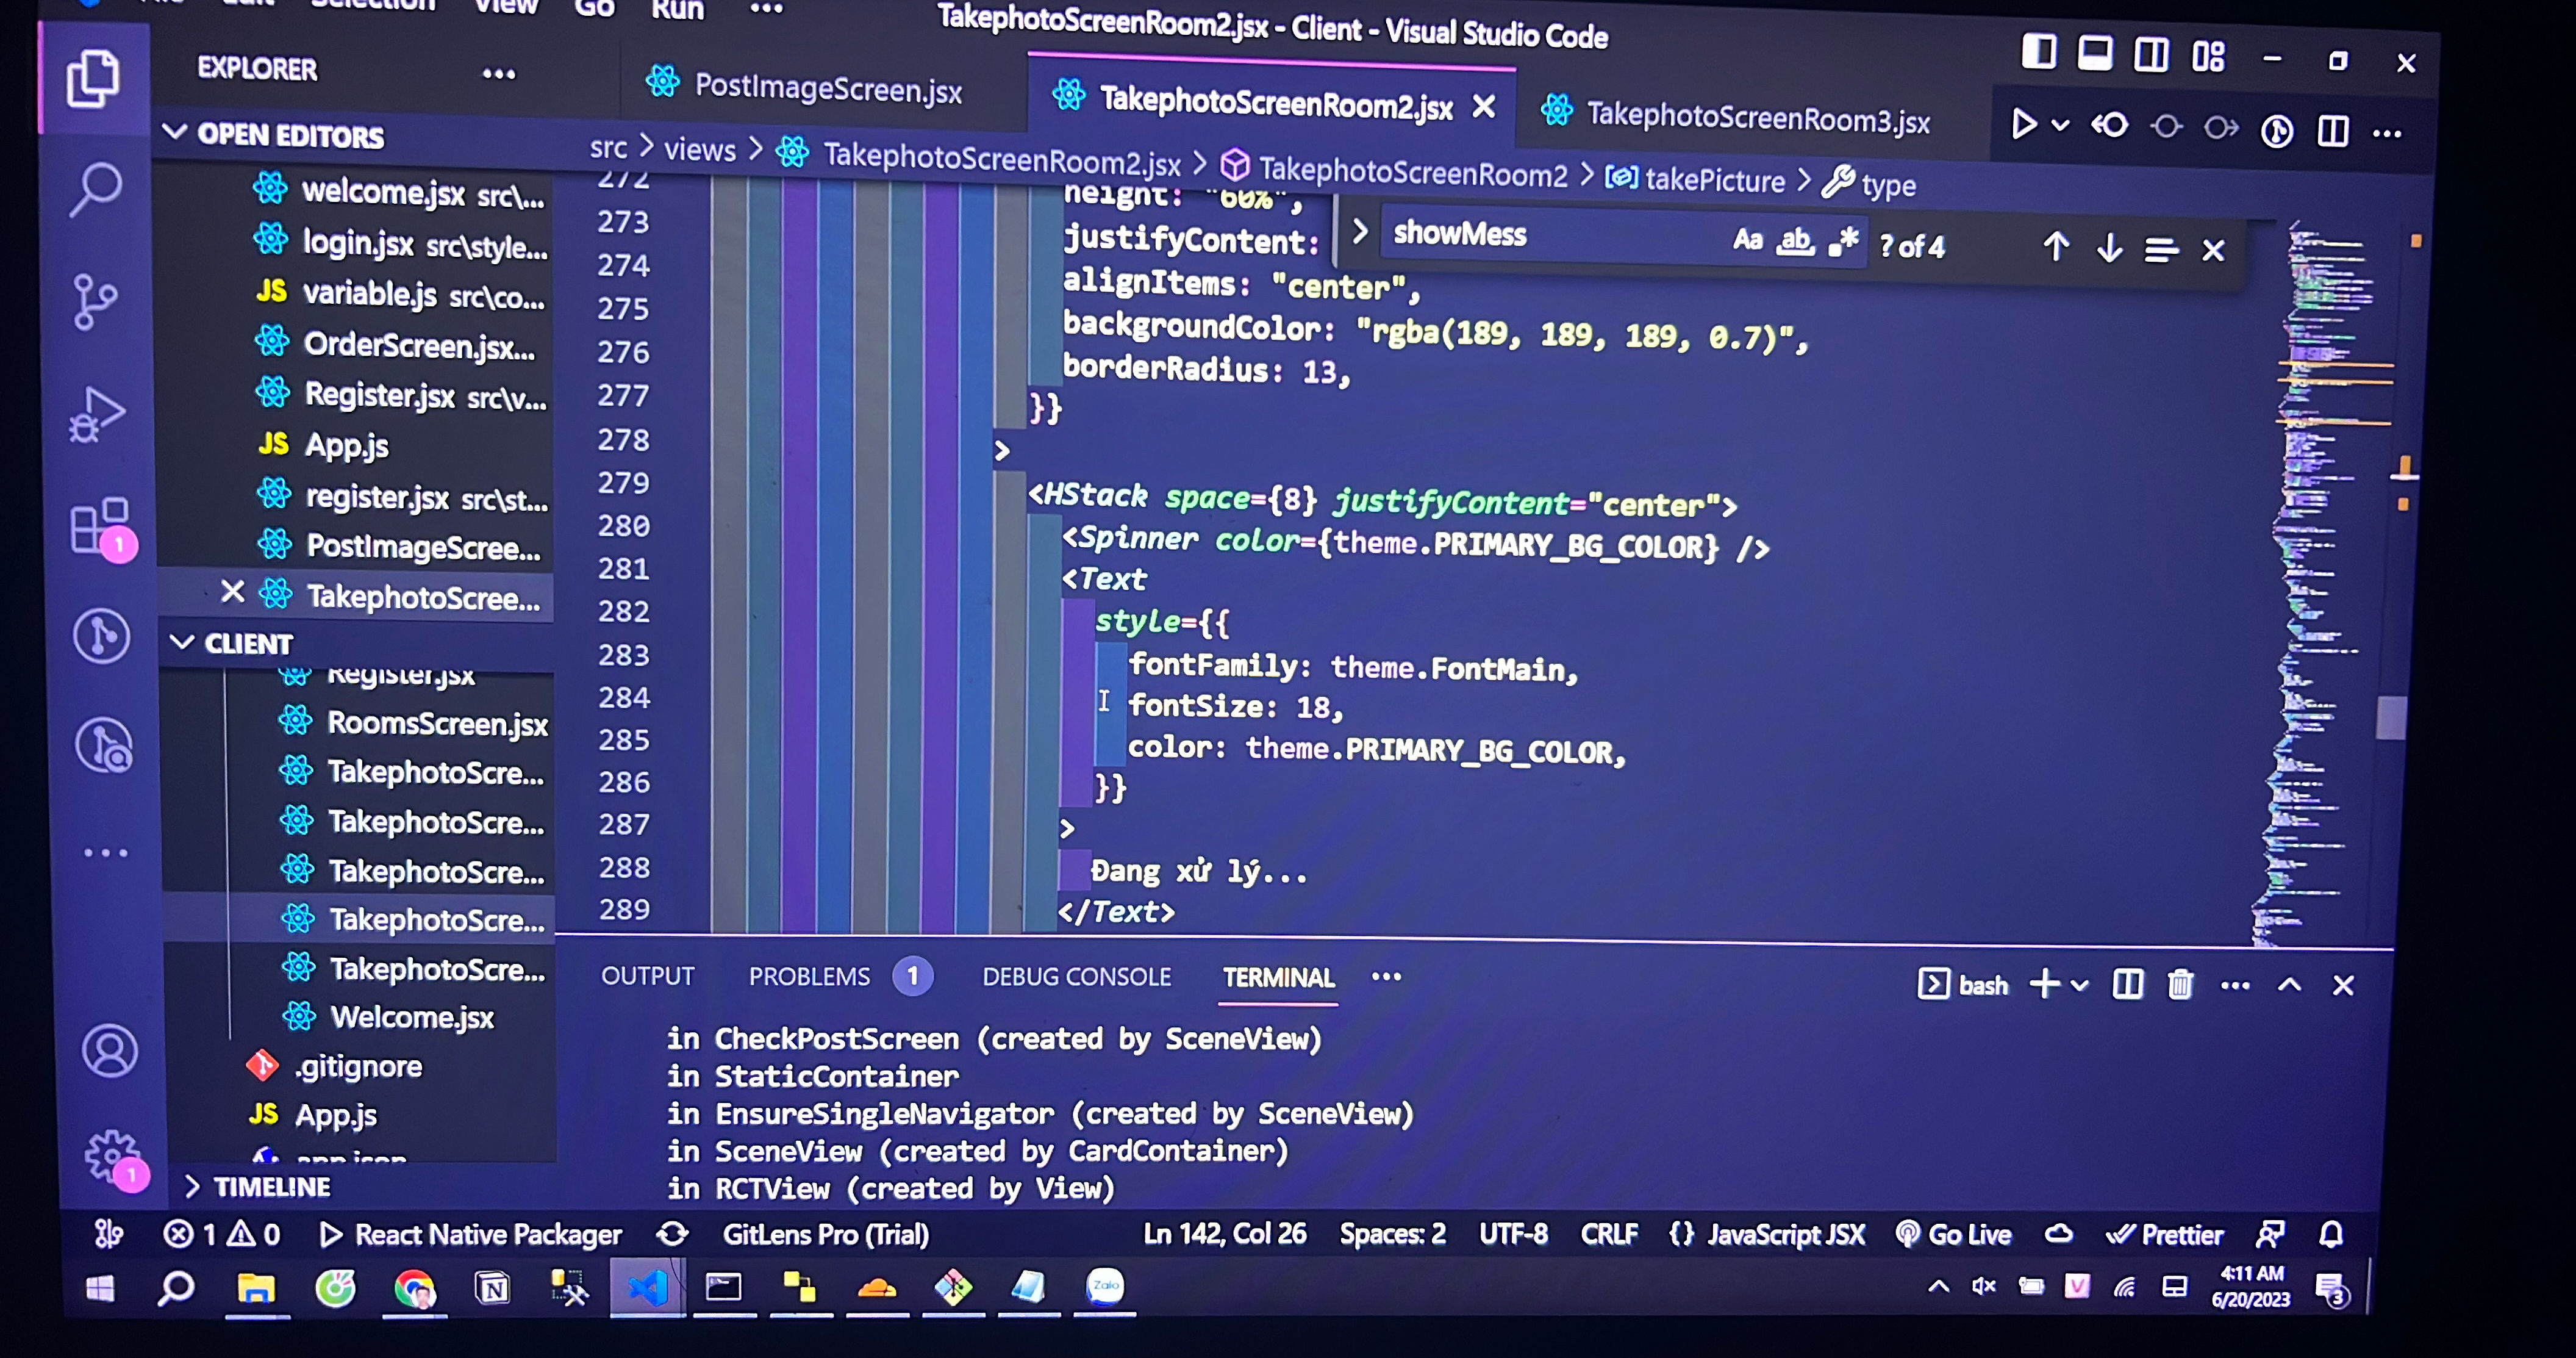 Selection View Go Run ...
TakephotoScreenRoom2.jsx - Client - Visual Studio Code
EXPLORER ...
PostImageScreen.jsx
TakephotoScreenRoom2.jsx
TakephotoScreenRoom3.jsx
OPEN EDITORS
welcome.jsx src\...
login.jsx src\style...
JS variable.js src\co...
OrderScreen.jsx...
Register.jsx src\v...
JS App.js
register.jsx src\st...
PostImageScree...
TakephotoScree...
CLIENT
Register.jsx
RoomsScreen.jsx
TakephotoScre...
TakephotoScre...
TakephotoScre...
TakephotoScre...
TakephotoScre...
Welcome.jsx
.gitignore
JS App.js
app.json
TIMELINE
1
1
src > views > TakephotoScreenRoom2.jsx > TakephotoScreenRoom2 > takePicture > type
showMess Aa ab ? of 4
272 height: "60%",
273 justifyContent:
274 alignItems: "center",
275 backgroundColor: "rgba(189, 189, 189, 0.7)",
276 borderRadius: 13,
277 }}
278 >
279 <HStack space={8} justifyContent="center">
280 <Spinner color={theme.PRIMARY_BG_COLOR} />
281 <Text
282 style={{
283 fontFamily: theme.FontMain,
284 fontSize: 18,
285 color: theme.PRIMARY_BG_COLOR,
286 }}
287 >
288 Đang xử lý...
289 </Text>
OUTPUT PROBLEMS 1 DEBUG CONSOLE TERMINAL ...
bash
in CheckPostScreen (created by SceneView)
in StaticContainer
in EnsureSingleNavigator (created by SceneView)
in SceneView (created by CardContainer)
in RCTView (created by View)
1 0 React Native Packager GitLens Pro (Trial) Ln 142, Col 26 Spaces: 2 UTF-8 CRLF {} JavaScript JSX Go Live Prettier
Zalo
V
4:11 AM
6/20/2023
3